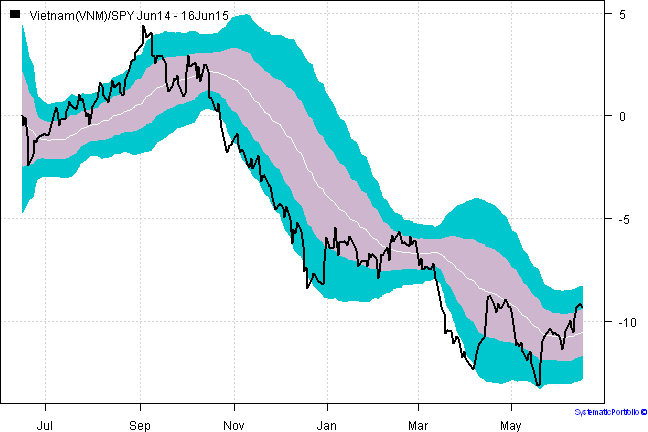 Vietnam(VNM)/SPY Jun14 - 16Jun15
5
0
-5
-10
Jul Sep Nov Jan Mar May
SystematicPortfolio ©